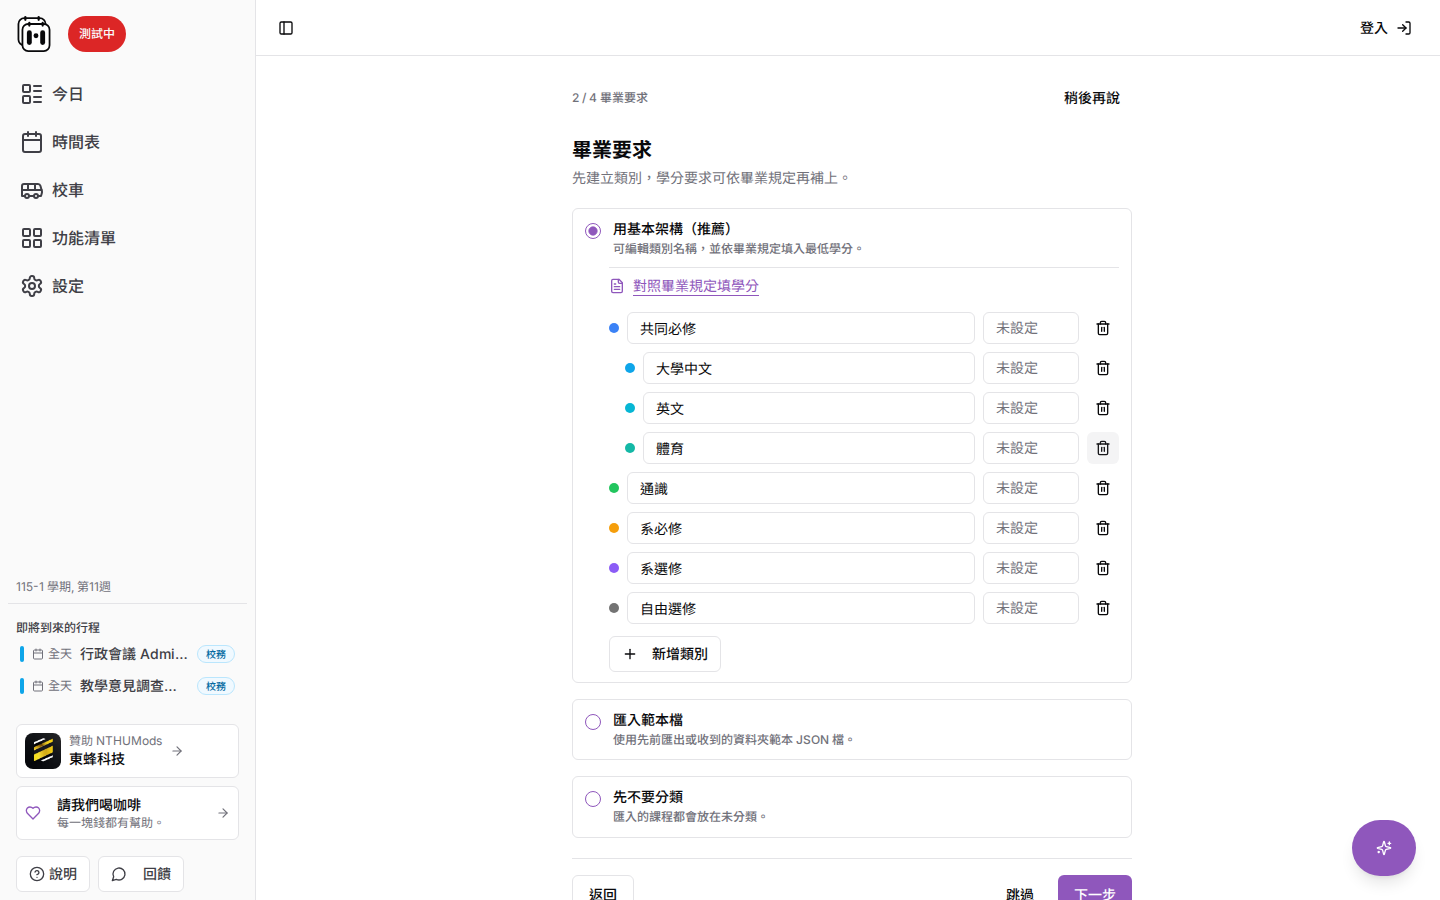 測試中
今日
時間表
校車
功能清單
設定
115-1 學期, 第11週
即將到來的行程
全天 行政會議 Admi... 校務
全天 教學意見調查... 校務
贊助 NTHUMods
東蜂科技
請我們喝咖啡
每一塊錢都有幫助。
說明 回饋
登入
2 / 4 畢業要求 稍後再說
畢業要求
先建立類別，學分要求可依畢業規定再補上。
用基本架構（推薦）
可編輯類別名稱，並依畢業規定填入最低學分。
對照畢業規定填學分
共同必修 未設定
大學中文 未設定
英文 未設定
體育 未設定
通識 未設定
系必修 未設定
系選修 未設定
自由選修 未設定
新增類別
匯入範本檔
使用先前匯出或收到的資料夾範本 JSON 檔。
先不要分類
匯入的課程都會放在未分類。
返回 跳過 下一步